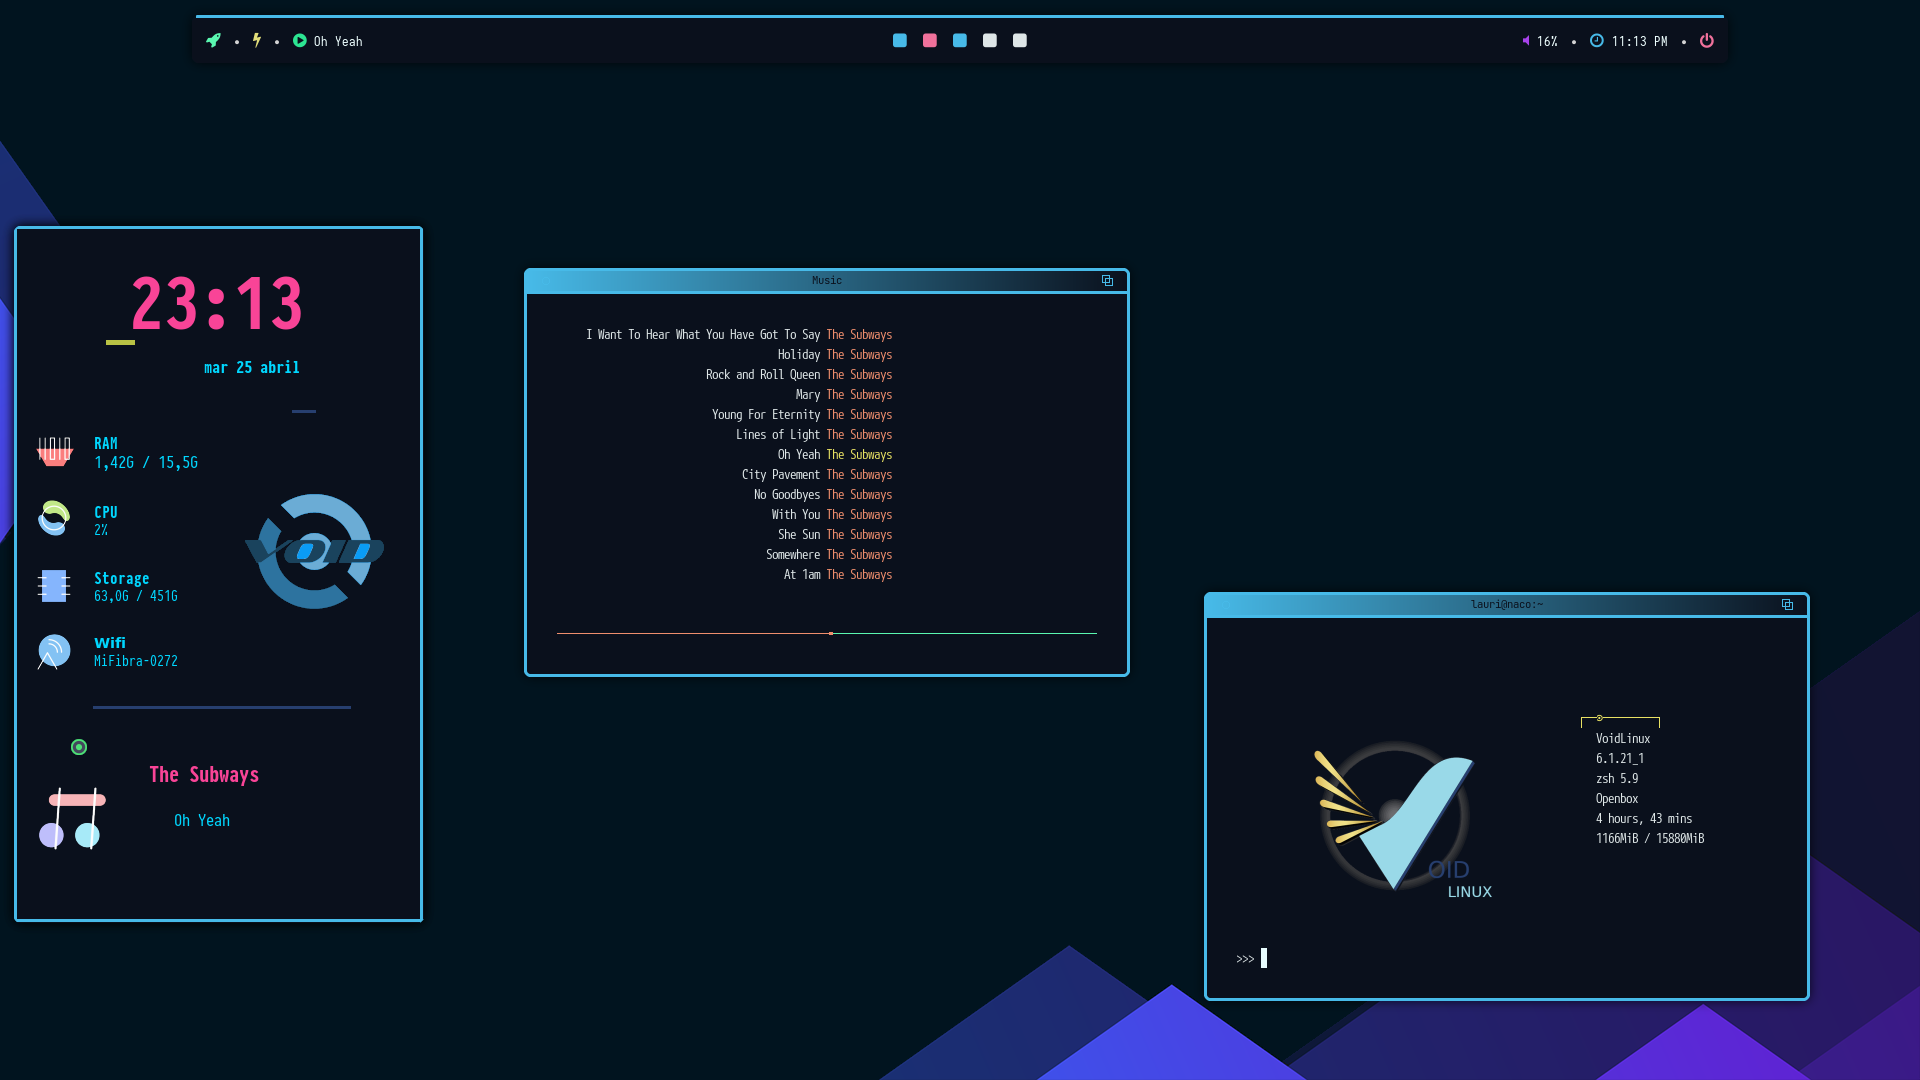 Oh Yeah
16%
11:13 PM
23:13
mar 25 abril
RAM
1,42G / 15,5G
CPU
2%
VOID
Storage
63,0G / 451G
Wifi
MiFibra-0272
The Subways
Oh Yeah
Music
I Want To Hear What You Have Got To Say The Subways
Holiday The Subways
Rock and Roll Queen The Subways
Mary The Subways
Young For Eternity The Subways
Lines of Light The Subways
Oh Yeah The Subways
City Pavement The Subways
No Goodbyes The Subways
With You The Subways
She Sun The Subways
Somewhere The Subways
At 1am The Subways
lauri@naco:~
VoidLinux
6.1.21_1
zsh 5.9
Openbox
4 hours, 43 mins
1166MiB / 15880MiB
OID
LINUX
>>>